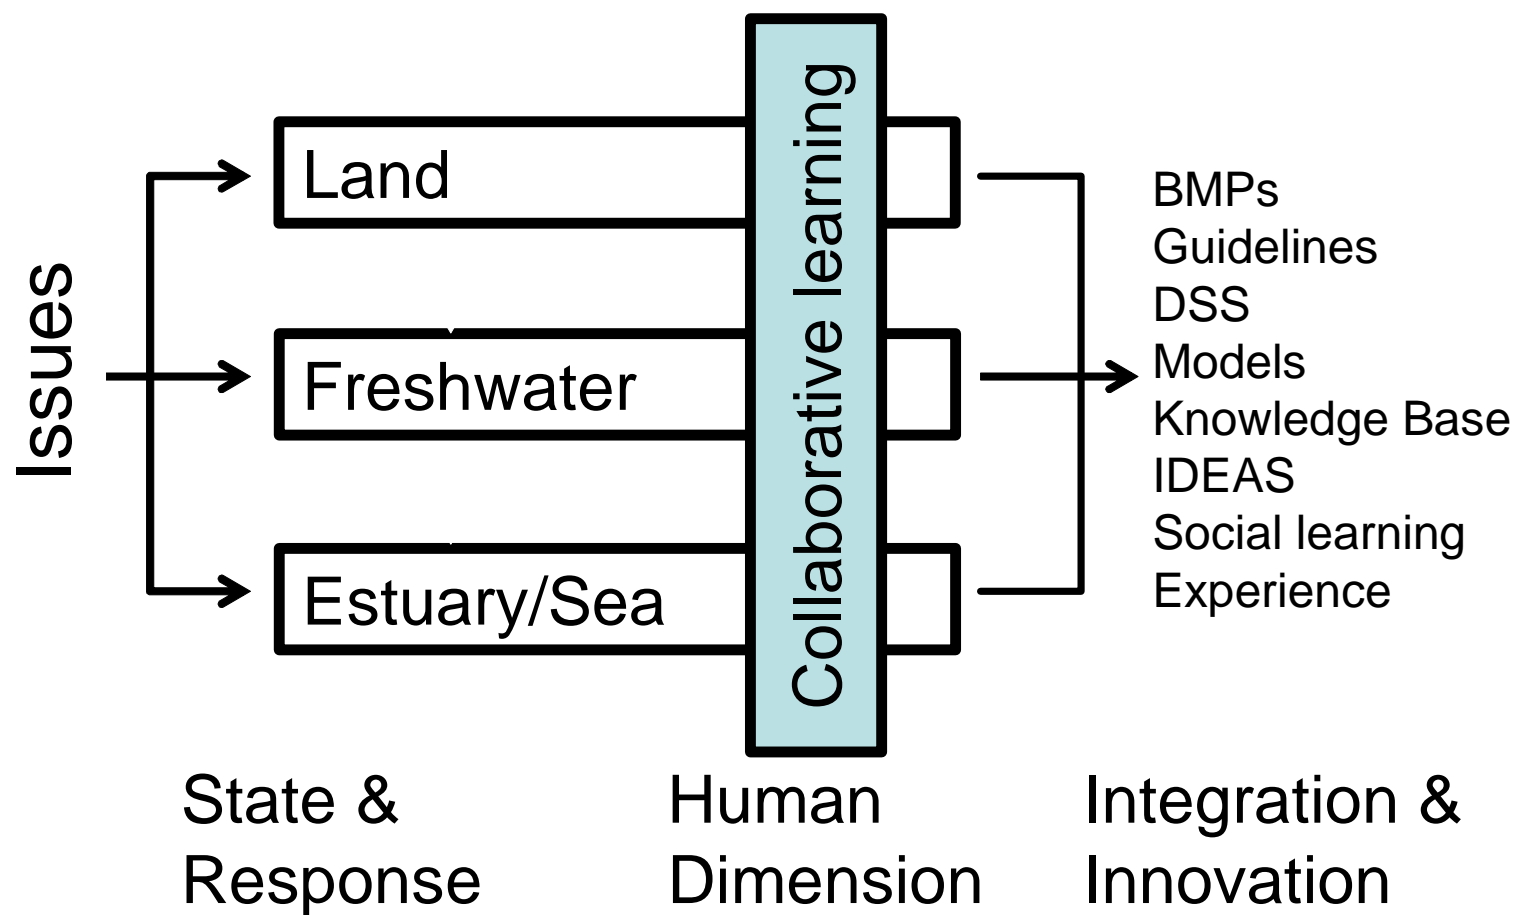 Issues
Land
Freshwater
Estuary/Sea
Collaborative learning
BMPs
Guidelines
DSS
Models
Knowledge Base
IDEAS
Social learning
Experience
State &
Response
Human
Dimension
Integration &
Innovation